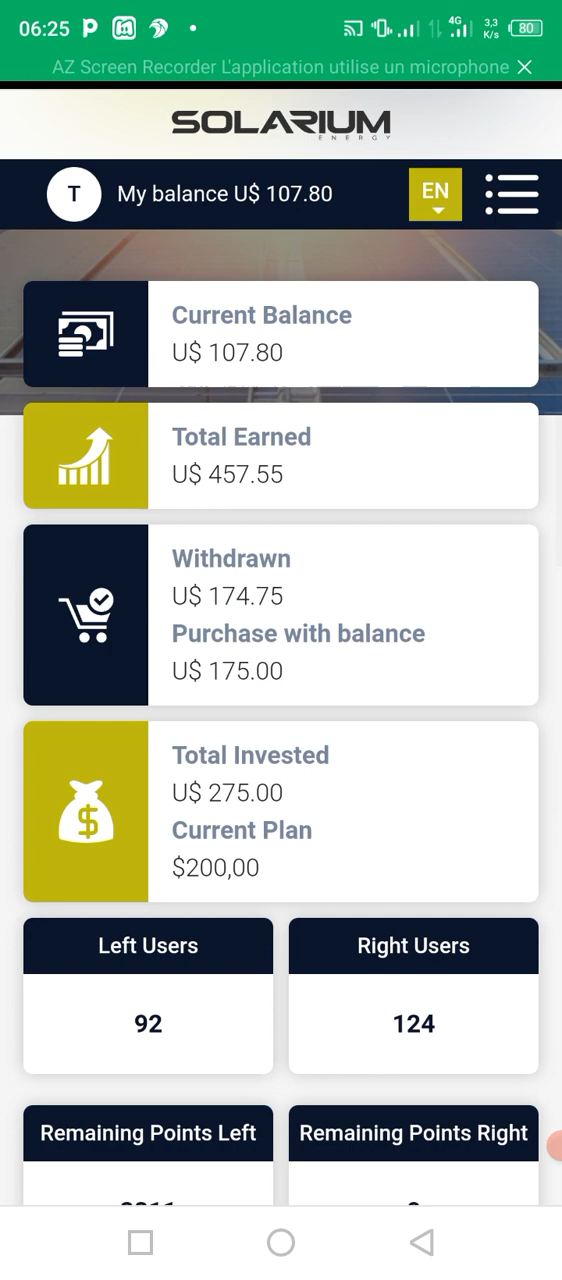 06:25
4G
3,3
K/s
80
AZ Screen Recorder L'application utilise un microphone
SOLARIUM
ENERGY
T
My balance U$ 107.80
EN
Current Balance
U$ 107.80
Total Earned
U$ 457.55
Withdrawn
U$ 174.75
Purchase with balance
U$ 175.00
Total Invested
U$ 275.00
Current Plan
$200,00
Left Users
Right Users
92
124
Remaining Points Left
Remaining Points Right